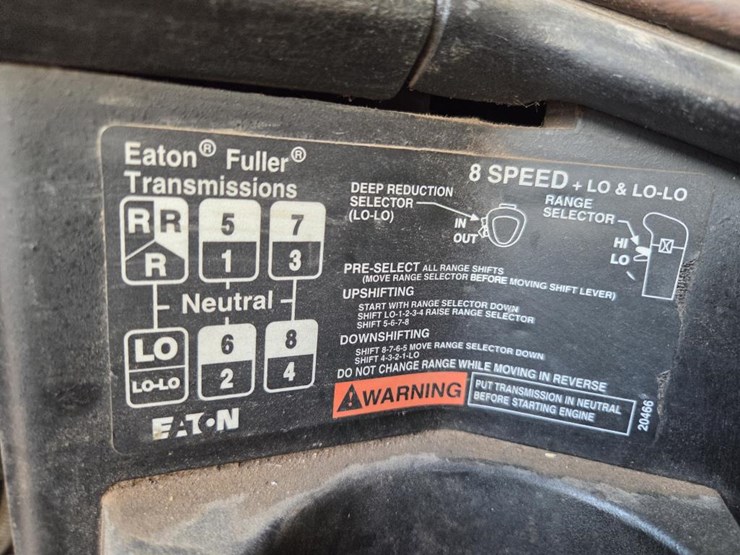 Eaton® Fuller®
Transmissions
R R 5 7
R 1 3
Neutral
LO 6 8
LO-LO 2 4
EATON
8 SPEED + LO & LO-LO
DEEP REDUCTION
SELECTOR
(LO-LO)
IN
OUT
RANGE
SELECTOR
HI
LO
PRE-SELECT ALL RANGE SHIFTS
(MOVE RANGE SELECTOR BEFORE MOVING SHIFT LEVER)
UPSHIFTING
START WITH RANGE SELECTOR DOWN
SHIFT LO-1-2-3-4 RAISE RANGE SELECTOR
SHIFT 5-6-7-8
DOWNSHIFTING
SHIFT 8-7-6-5 MOVE RANGE SELECTOR DOWN
SHIFT 4-3-2-1-LO
DO NOT CHANGE RANGE WHILE MOVING IN REVERSE
WARNING
PUT TRANSMISSION IN NEUTRAL
BEFORE STARTING ENGINE
20466